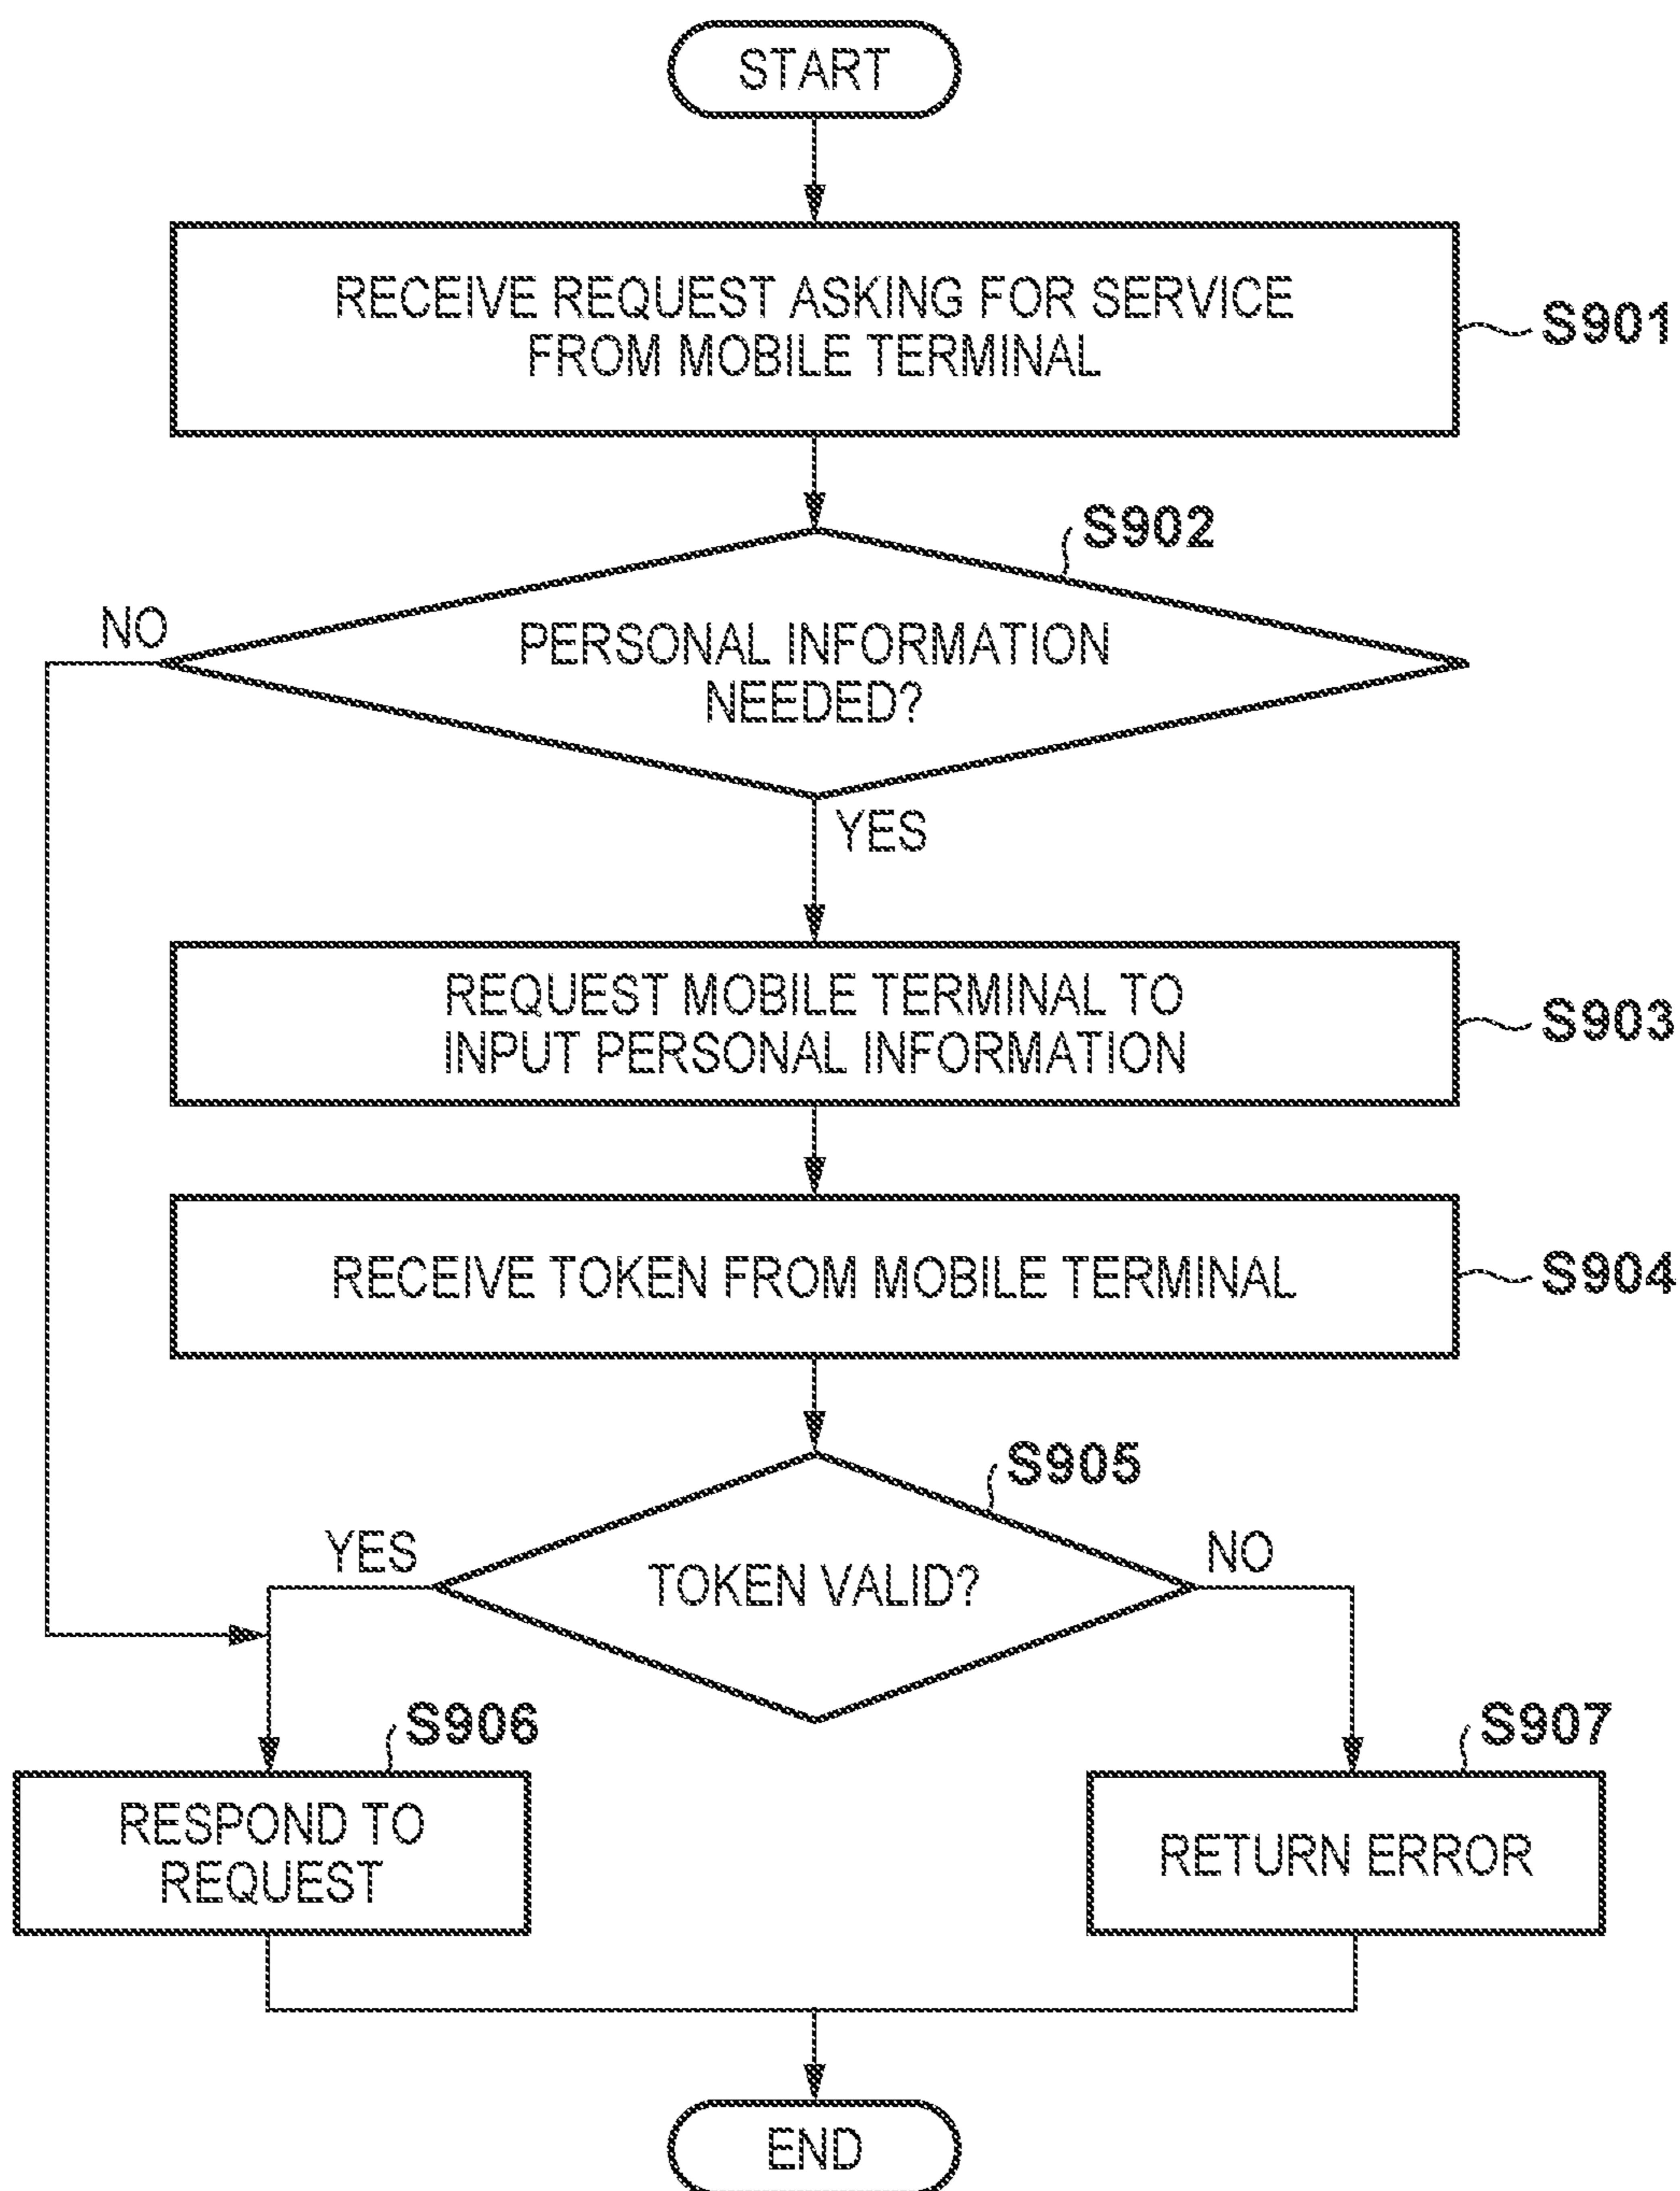 START
RECEIVE REQUEST ASKING FOR SERVICE
FROM MOBILE TERMINAL
S901
S902
NO
PERSONAL INFORMATION
NEEDED?
YES
REQUEST MOBILE TERMINAL TO
INPUT PERSONAL INFORMATION
S903
RECEIVE TOKEN FROM MOBILE TERMINAL
S904
S905
YES
TOKEN VALID?
NO
S906
S907
RESPOND TO
REQUEST
RETURN ERROR
END